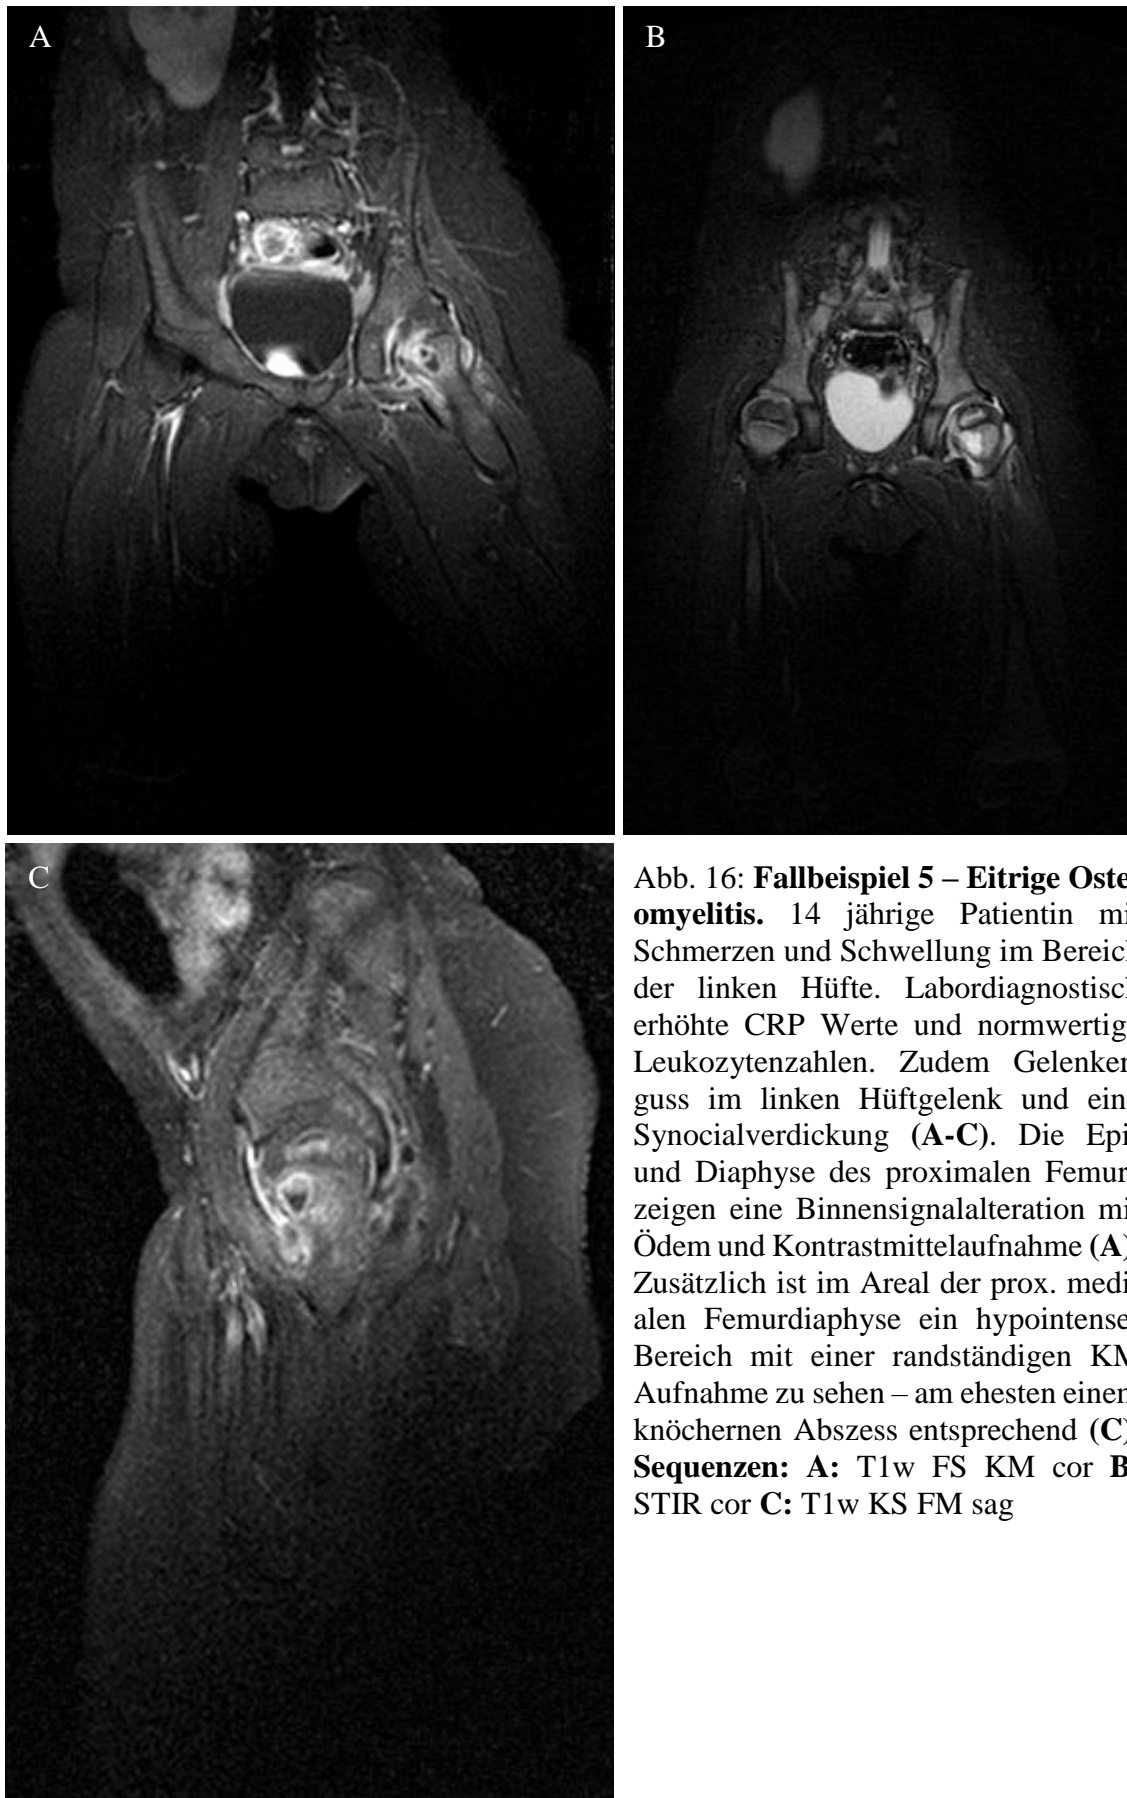 A
B
C
Abb. 16: Fallbeispiel 5 – Eitrige Oste
omyelitis. 14 jährige Patientin mi
Schmerzen und Schwellung im Bereic
der linken Hüfte. Labordiagnostisc
erhöhte CRP Werte und normwertig
Leukozytenzahlen. Zudem Gelenker
guss im linken Hüftgelenk und ein
Synocialverdickung (A-C). Die Epi
und Diaphyse des proximalen Femur
zeigen eine Binnensignalalteration mi
Ödem und Kontrastmittelaufnahme (A)
Zusätzlich ist im Areal der prox. medi
alen Femurdiaphyse ein hypointense
Bereich mit einer randständigen KM
Aufnahme zu sehen – am ehesten einem
knöchernen Abszess entsprechend (C)
Sequenzen: A: T1w FS KM cor B
STIR cor C: T1w KS FM sag